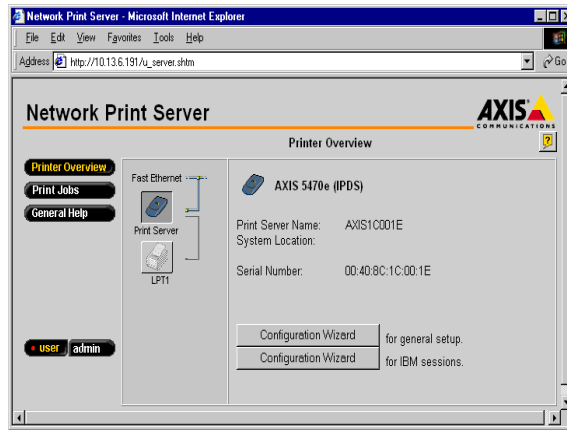 Network Print Server - Microsoft Internet Explorer
File Edit View Favorites Tools Help
Address http://10.13.6.191/u_server.shtm Go
Network Print Server
AXIS
COMMUNICATIONS
Printer Overview
?
Printer Overview
Print Jobs
General Help
user admin
Fast Ethernet
Print Server
LPT1
AXIS 5470e (IPDS)
Print Server Name: AXIS1C001E
System Location:
Serial Number: 00:40:8C:1C:00:1E
Configuration Wizard for general setup.
Configuration Wizard for IBM sessions.